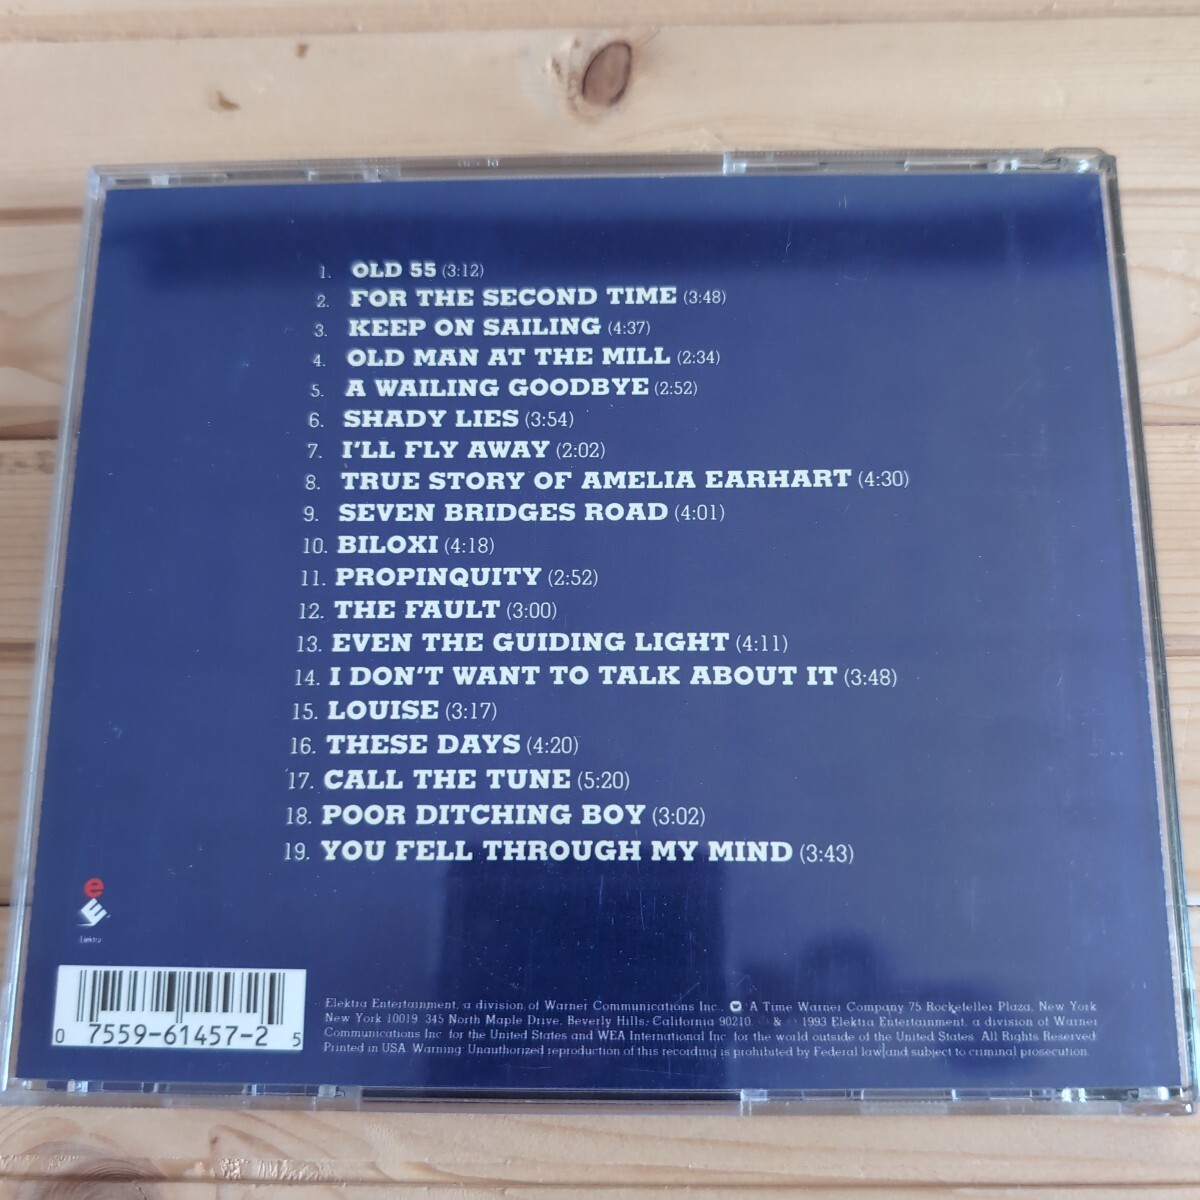 1. OLD 55 (3:12)
2. FOR THE SECOND TIME (3:48)
3. KEEP ON SAILING (4:37)
4. OLD MAN AT THE MILL (2:34)
5. A WAILING GOODBYE (2:52)
6. SHADY LIES (3:54)
7. I'LL FLY AWAY (2:02)
8. TRUE STORY OF AMELIA EARHART (4:30)
9. SEVEN BRIDGES ROAD (4:01)
10. BILOXI (4:18)
11. PROPINQUITY (2:52)
12. THE FAULT (3:00)
13. EVEN THE GUIDING LIGHT (4:11)
14. I DON'T WANT TO TALK ABOUT IT (3:48)
15. LOUISE (3:17)
16. THESE DAYS (4:20)
17. CALL THE TUNE (5:20)
18. POOR DITCHING BOY (3:02)
19. YOU FELL THROUGH MY MIND (3:43)
e
E
Elektra
0 7559-61457-2 5
Elektra Entertainment, a division of Warner Communications Inc., A Time Warner Company 75 Rockefeller Plaza, New York
New York 10019. 345 North Maple Drive, Beverly Hills, California 90210. & 1993 Elektra Entertainment, a division of Warner
Communications Inc. for the United States and WEA International Inc. for the world outside of the United States. All Rights Reserved.
Printed in USA. Warning: Unauthorized reproduction of this recording is prohibited by Federal law and subject to criminal prosecution.